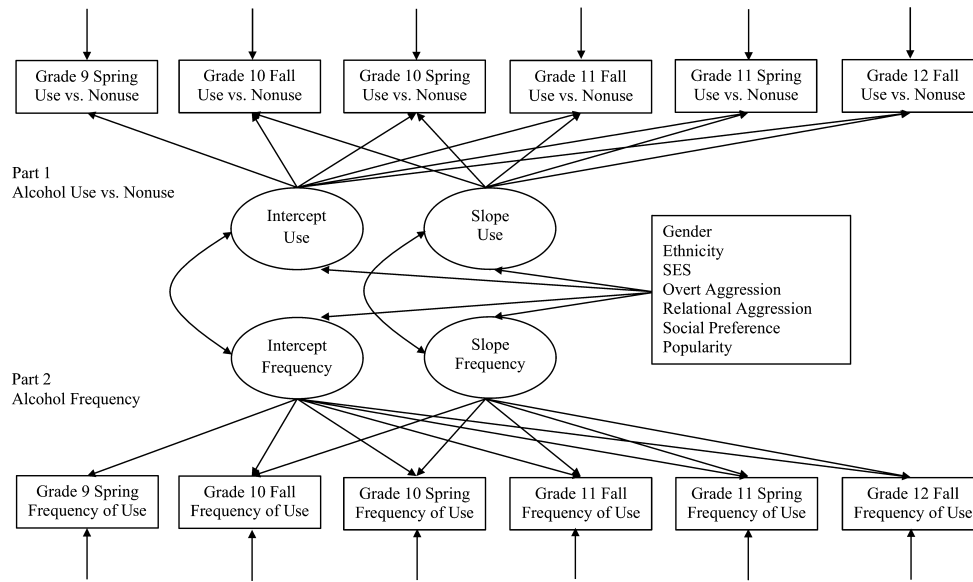 Grade 9 Spring
Use vs. Nonuse
Grade 10 Fall
Use vs. Nonuse
Grade 10 Spring
Use vs. Nonuse
Grade 11 Fall
Use vs. Nonuse
Grade 11 Spring
Use vs. Nonuse
Grade 12 Fall
Use vs. Nonuse
Part 1
Alcohol Use vs. Nonuse
Intercept
Use
Slope
Use
Gender
Ethnicity
SES
Overt Aggression
Relational Aggression
Social Preference
Popularity
Intercept
Frequency
Slope
Frequency
Part 2
Alcohol Frequency
Grade 9 Spring
Frequency of Use
Grade 10 Fall
Frequency of Use
Grade 10 Spring
Frequency of Use
Grade 11 Fall
Frequency of Use
Grade 11 Spring
Frequency of Use
Grade 12 Fall
Frequency of Use